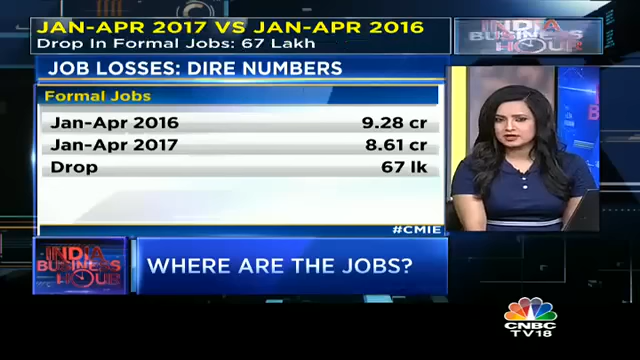 JAN-APR 2017 VS JAN-APR 2016
Drop In Formal Jobs: 67 Lakh
INDIA
BUSINESS
HOUR
JOB LOSSES: DIRE NUMBERS
Formal Jobs
Jan-Apr 2016 9.28 cr
Jan-Apr 2017 8.61 cr
Drop 67 lk
#CMIE
INDIA
BUSINESS
HOUR
WHERE ARE THE JOBS?
CNBC
TV18